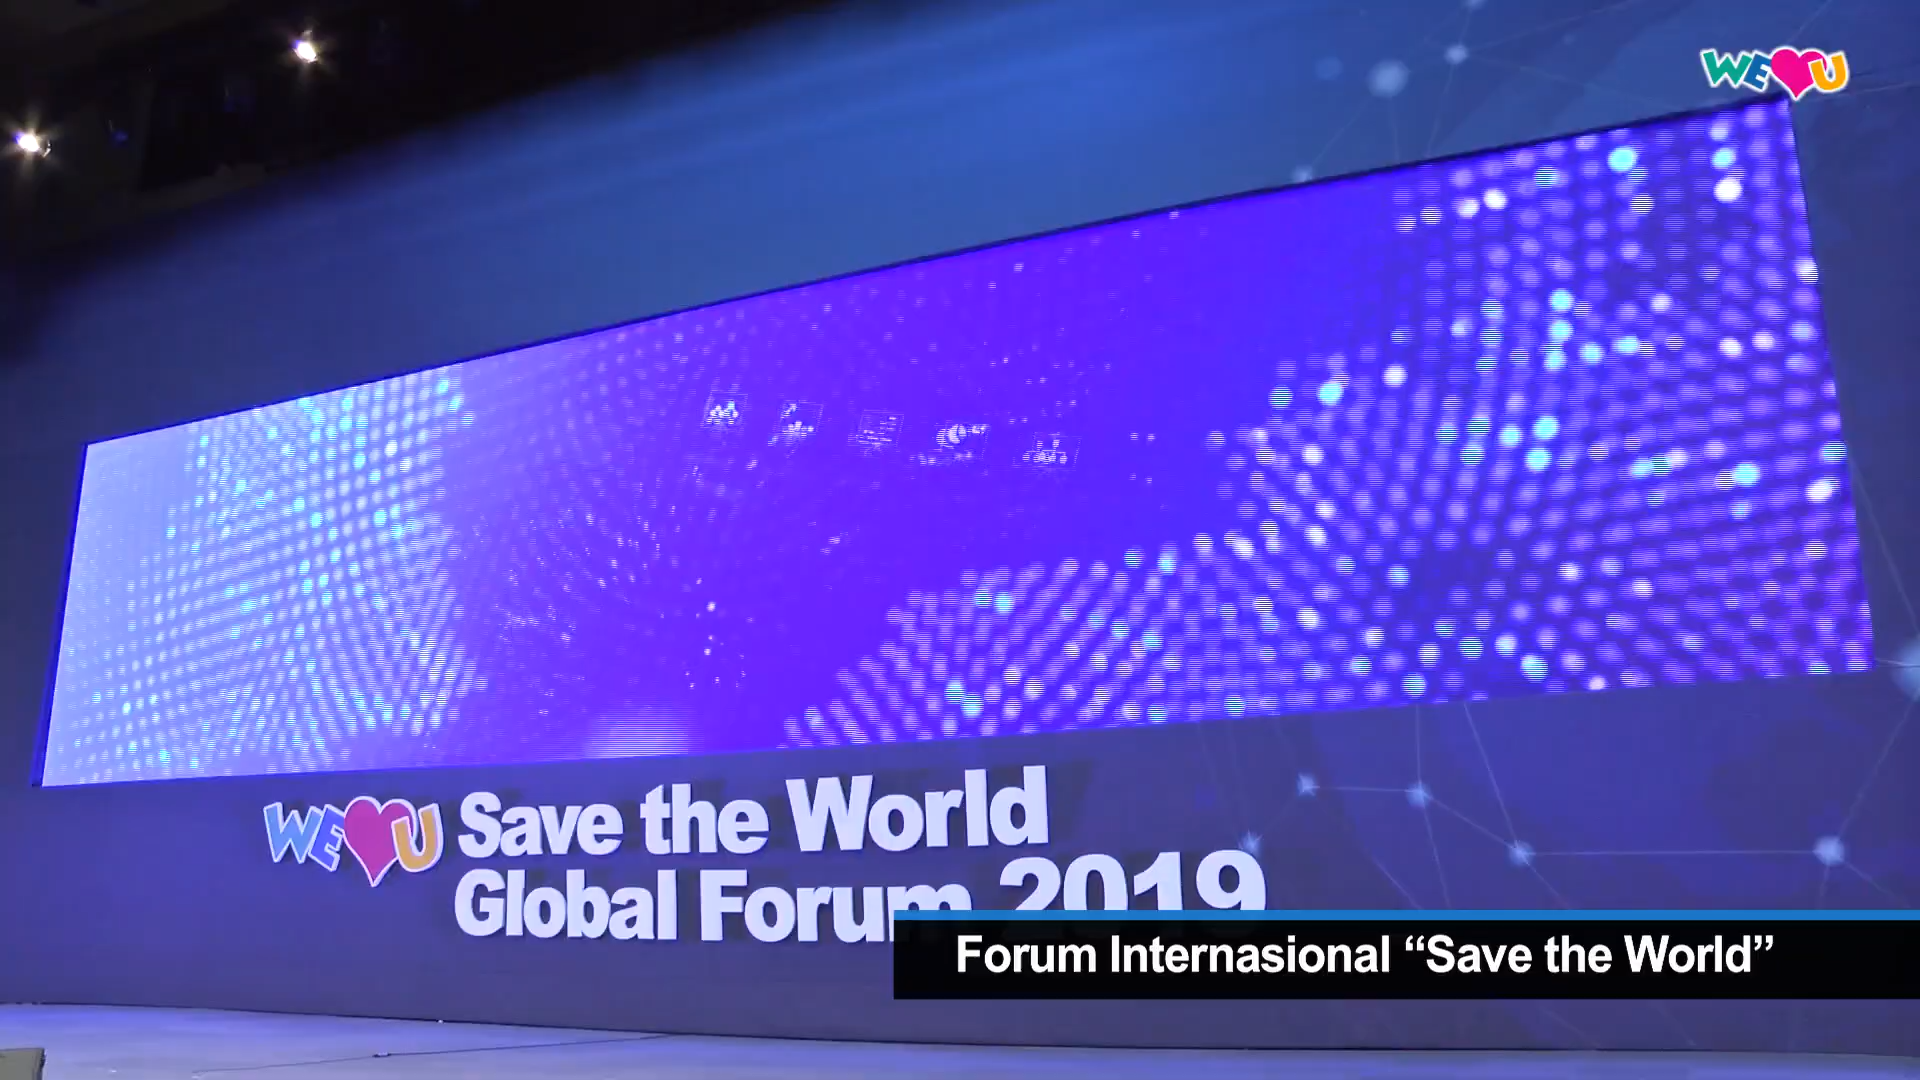 WE U
WE U
Save the World
Global Forum 2019
Forum Internasional “Save the World”